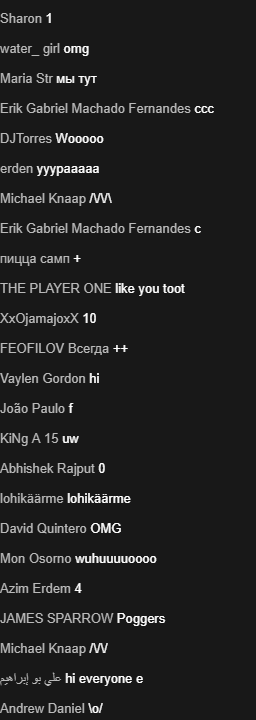 Sharon 1
water_ girl omg
Maria Str мы тут
Erik Gabriel Machado Fernandes ccc
DJTorres Wooooo
erden yyypaaaaa
Michael Knaap /\/\/\
Erik Gabriel Machado Fernandes c
пицца самп +
THE PLAYER ONE like you toot
XxOjamajoxX 10
FEOFILOV Всегда ++
Vaylen Gordon hi
João Paulo f
KiNg A 15 uw
Abhishek Rajput 0
lohikäärme lohikäärme
David Quintero OMG
Mon Osorno wuhuuuuoooo
Azim Erdem 4
JAMES SPARROW Poggers
Michael Knaap /\/\/
علي بو إبراهيم hi everyone e
Andrew Daniel \o/